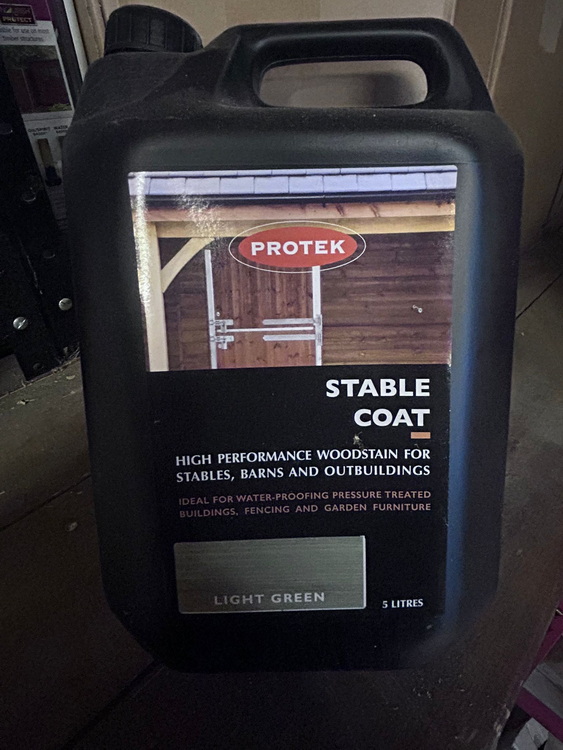 PROTEK
STABLE
COAT
HIGH PERFORMANCE WOODSTAIN FOR
STABLES, BARNS AND OUTBUILDINGS
IDEAL FOR WATER-PROOFING PRESSURE TREATED
BUILDINGS, FENCING AND GARDEN FURNITURE
LIGHT GREEN
5 LITRES